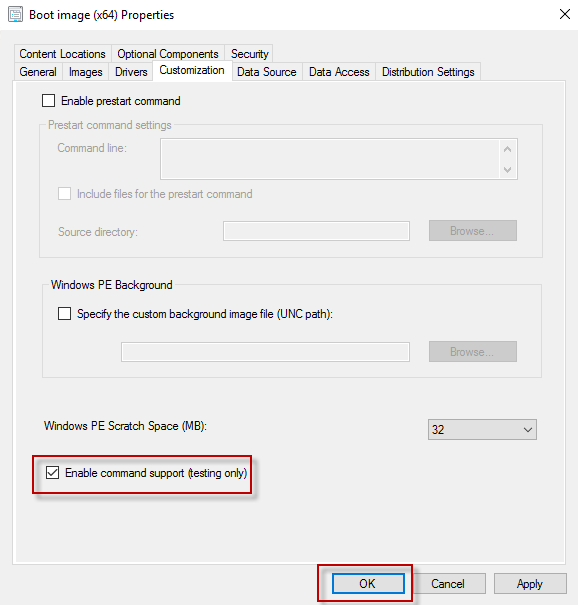 Boot image (x64) Properties
Content Locations Optional Components Security
General Images Drivers Customization Data Source Data Access Distribution Settings
Enable prestart command
Prestart command settings
Command line:
Include files for the prestart command
Source directory:
Browse...
Windows PE Background
Specify the custom background image file (UNC path):
Browse...
Windows PE Scratch Space (MB):
32
Enable command support (testing only)
OK Cancel Apply